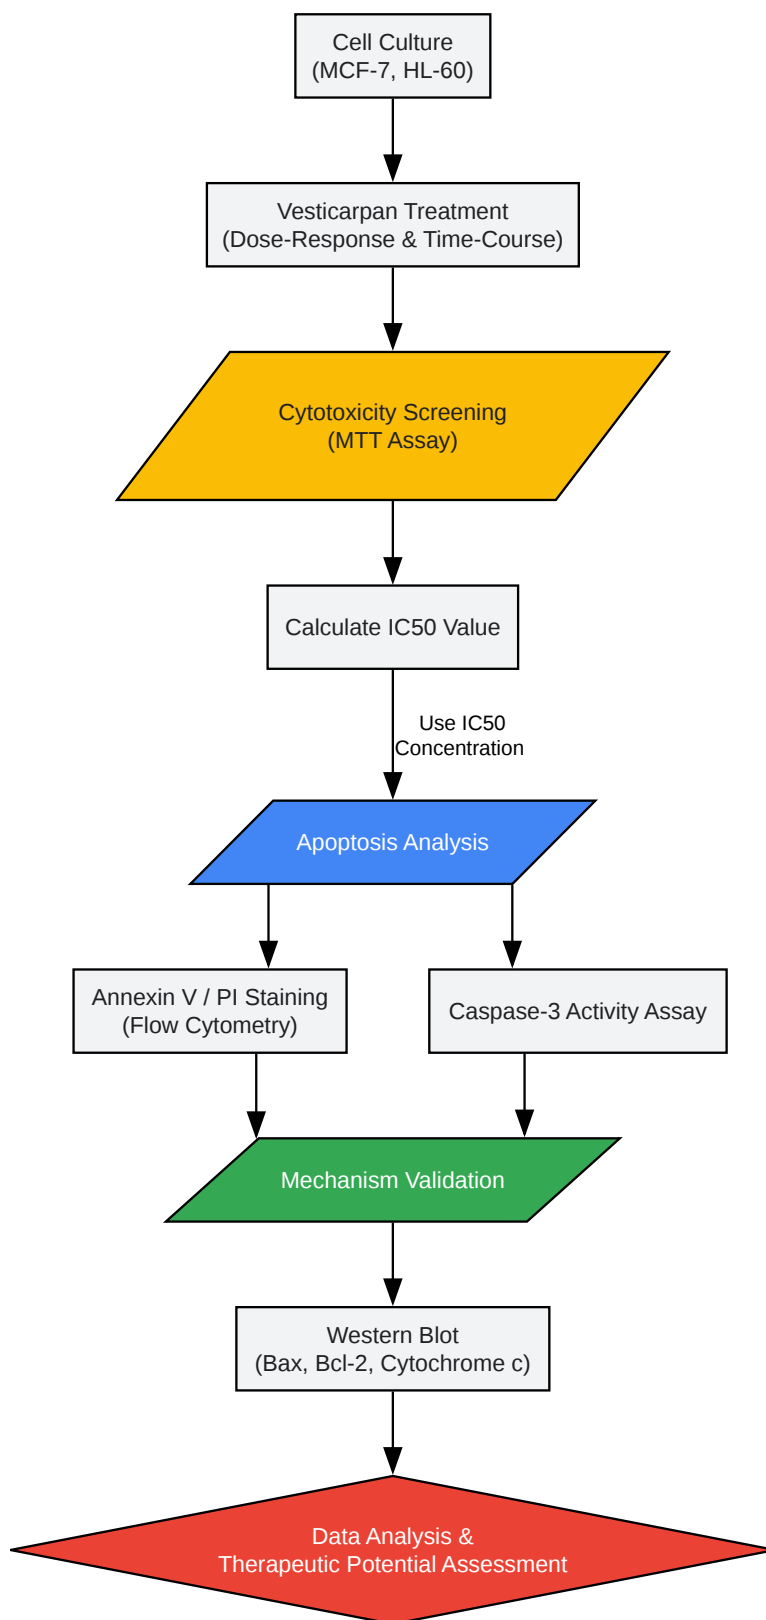 Cell Culture
(MCF-7, HL-60)
Vesticarpan Treatment
(Dose-Response & Time-Course)
Cytotoxicity Screening
(MTT Assay)
Calculate IC50 Value
Use IC50
Concentration
Apoptosis Analysis
Annexin V / PI Staining
(Flow Cytometry)
Caspase-3 Activity Assay
Mechanism Validation
Western Blot
(Bax, Bcl-2, Cytochrome c)
Data Analysis &
Therapeutic Potential Assessment